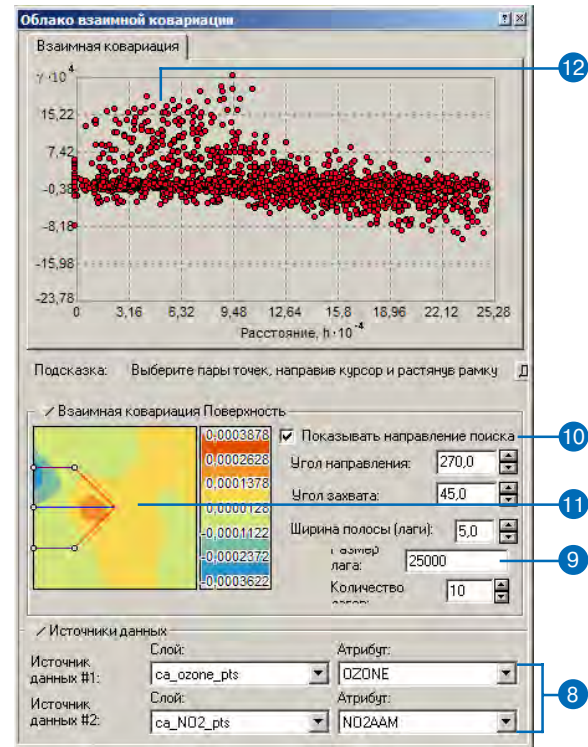 Облако взаимной ковариации
Взаимная ковариация
γ·10 4
15,22
7,42
-0,38
-8,18
-15,98
-23,78
0 3,16 6,32 9,48 12,64 15,8 18,96 22,12 25,28
Расстояние, h·10 -4
12
Подсказка: Выберите пары точек, направив курсор и растянув рамку
Взаимная ковариация Поверхность
0,0003878
0,0002628
0,0001378
0,0000128
-0,0001122
-0,0002372
-0,0003622
Показывать направление поиска
10
Угол направления: 270,0
Угол захвата: 45,0
11
Ширина полосы (лаги): 5,0
лага: 25000
9
Количество 10
Источники данных
Слой: Атрибут:
Источник данных #1: ca_ozone_pts OZONE
Слой: Атрибут:
Источник данных #2: ca_NO2_pts NO2AAM
8